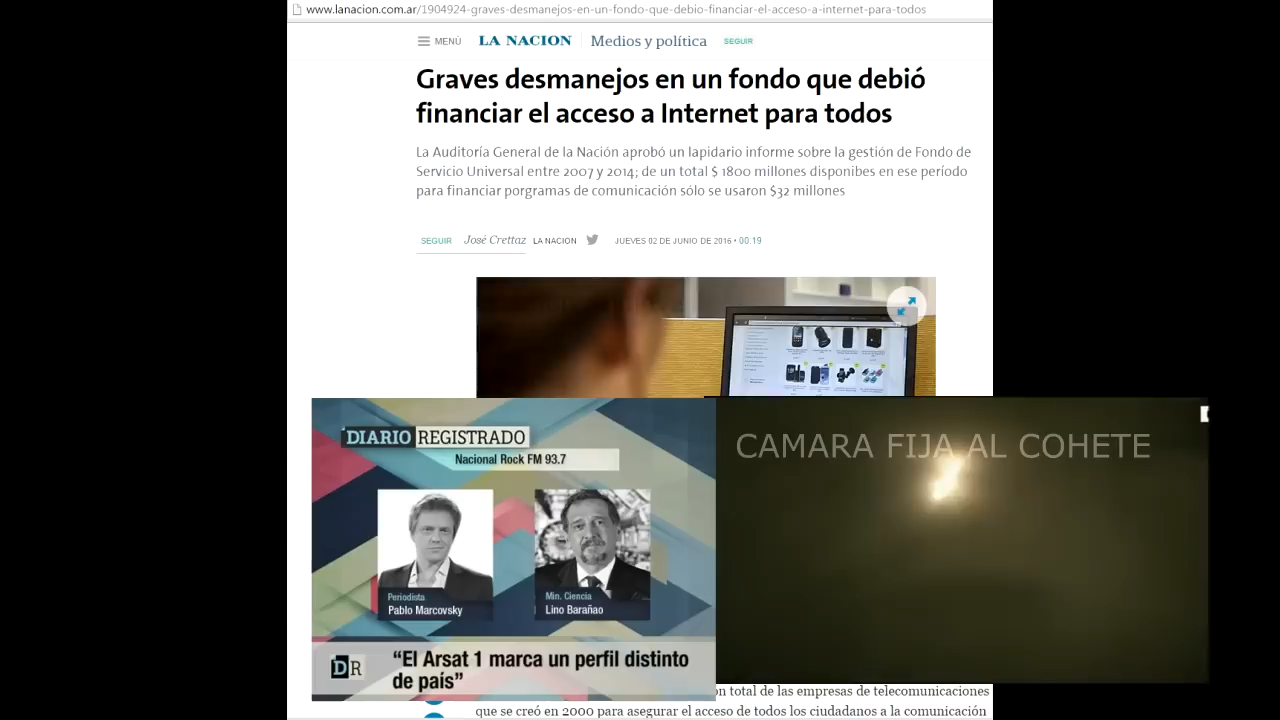 www.lanacion.com.ar/1904924-graves-desmanejos-en-un-fondo-que-debio-financiar-el-acceso-a-internet-para-todos
MENÚ LA NACION Medios y política SEGUIR
Graves desmanejos en un fondo que debió
financiar el acceso a Internet para todos
La Auditoría General de la Nación aprobó un lapidario informe sobre la gestión de Fondo de
Servicio Universal entre 2007 y 2014; de un total $ 1800 millones disponibes en ese período
para financiar porgramas de comunicación sólo se usaron $32 millones
SEGUIR José Crettaz LA NACION JUEVES 02 DE JUNIO DE 2016 • 00.19
DIARIO REGISTRADO
Nacional Rock FM 93.7
Periodista
Pablo Marcovsky
Min. Ciencia
Lino Barañao
DR
“El Arsat 1 marca un perfil distinto
de país”
CAMARA FIJA AL COHETE
on total de las empresas de telecomunicaciones
que se creó en 2000 para asegurar el acceso de todos los ciudadanos a la comunicación